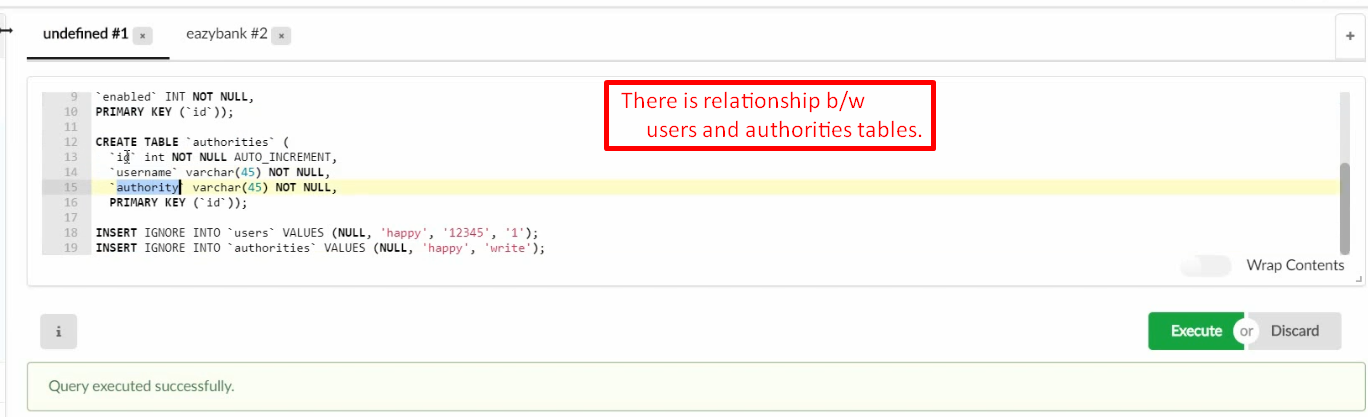 undefined #1 ×
eazybank #2 ×
+
There is relationship b/w
users and authorities tables.
9 `enabled` INT NOT NULL,
10 PRIMARY KEY (`id`));
11
12 CREATE TABLE `authorities` (
13 `id` int NOT NULL AUTO_INCREMENT,
14 `username` varchar(45) NOT NULL,
15 `authority` varchar(45) NOT NULL,
16 PRIMARY KEY (`id`));
17
18 INSERT IGNORE INTO `users` VALUES (NULL, 'happy', '12345', '1');
19 INSERT IGNORE INTO `authorities` VALUES (NULL, 'happy', 'write');
Wrap Contents
i
Execute or Discard
Query executed successfully.